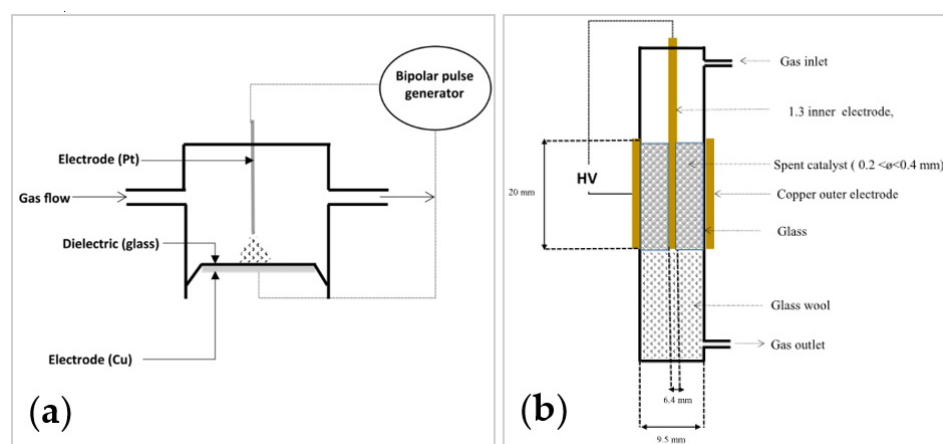 Bipolar pulse
generator
Electrode (Pt)
Gas flow
Dielectric (glass)
Electrode (Cu)
(a)
Gas inlet
1.3 inner electrode,
Spent catalyst ( 0.2 <ø<0.4 mm)
HV
20 mm
Copper outer electrode
Glass
Glass wool
Gas outlet
6.4 mm
9.5 mm
(b)